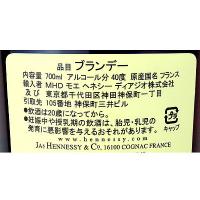 品目 ブランデー
内容量 700ml アルコール分 40度 原産国名 フランス
輸入者 MHD モエ ヘネシー ディアジオ株式会社
及び 東京都千代田区神田神保町一丁目
引取先 105番地 神保町三井ビル
●飲酒は20歳になってから。
●妊娠中や授乳期の飲酒は、胎児・乳児の
発育に悪影響を与えるおそれがあります。
キャップ
www.hennessy.com
JAS HENNESSY & CO, 16100 COGNAC FRANCE